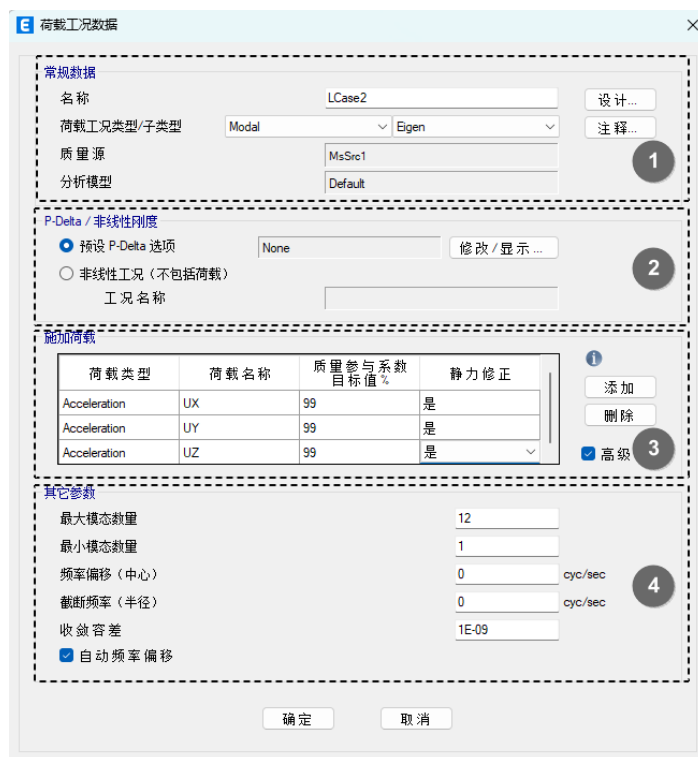 E 荷载工况数据
常规数据
名称 LCase2 设计...
荷载工况类型/子类型 Modal Eigen 注释...
质量源 MsSrc1
分析模型 Default
1
P-Delta / 非线性刚度
预设 P-Delta 选项 None 修改/显示...
非线性工况（不包括荷载）
工况名称
2
施加荷载
荷载类型 荷载名称 质量参与系数目标值% 静力修正
Acceleration UX 99 是
Acceleration UY 99 是
Acceleration UZ 99 是
添加
删除
高级
3
其它参数
最大模态数量 12
最小模态数量 1
频率偏移（中心） 0 cyc/sec
截断频率（半径） 0 cyc/sec
收敛容差 1E-09
自动频率偏移
4
确定 取消